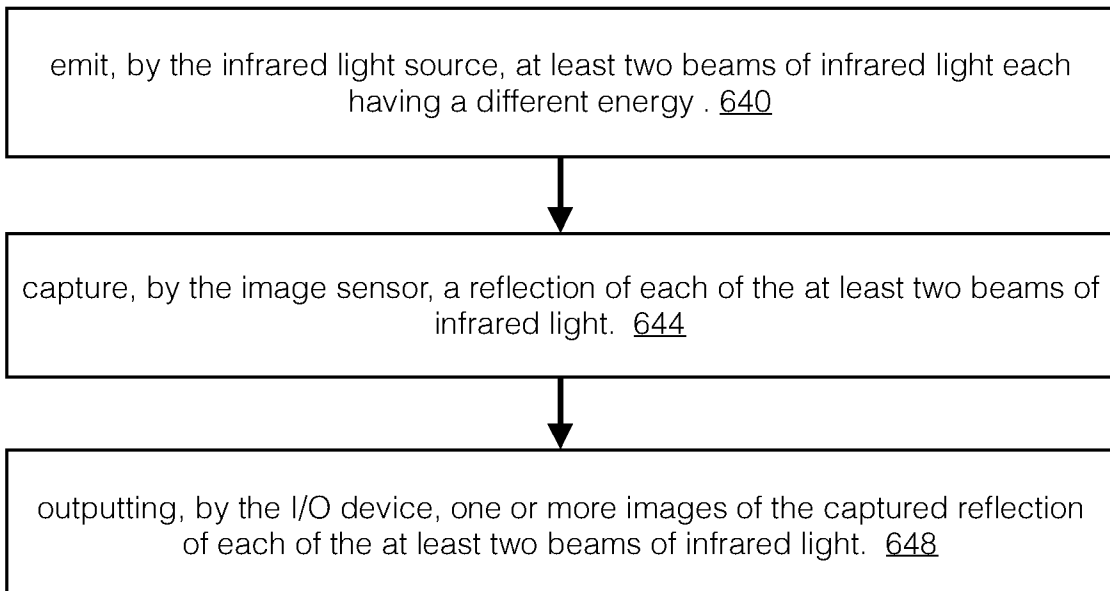 emit, by the infrared light source, at least two beams of infrared light each
having a different energy . 640
capture, by the image sensor, a reflection of each of the at least two beams of
infrared light. 644
outputting, by the I/O device, one or more images of the captured reflection
of each of the at least two beams of infrared light. 648